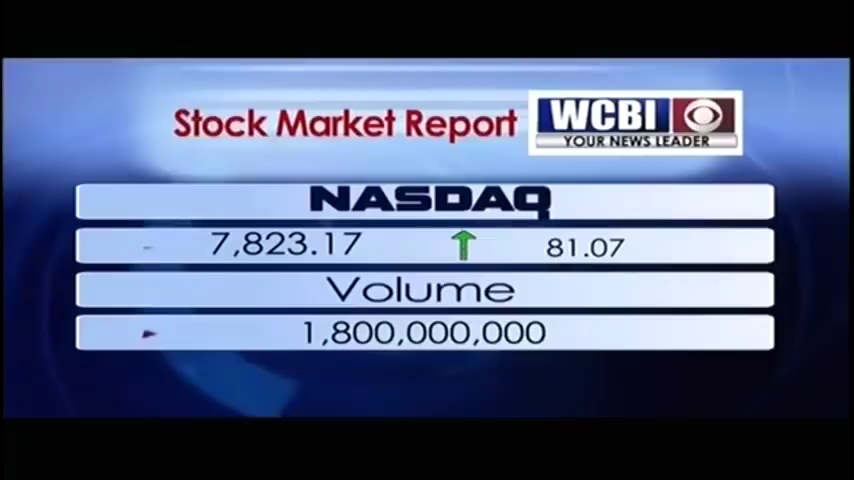 Stock Market Report
WCBI
YOUR NEWS LEADER
NASDAQ
7,823.17 81.07
Volume
1,800,000,000